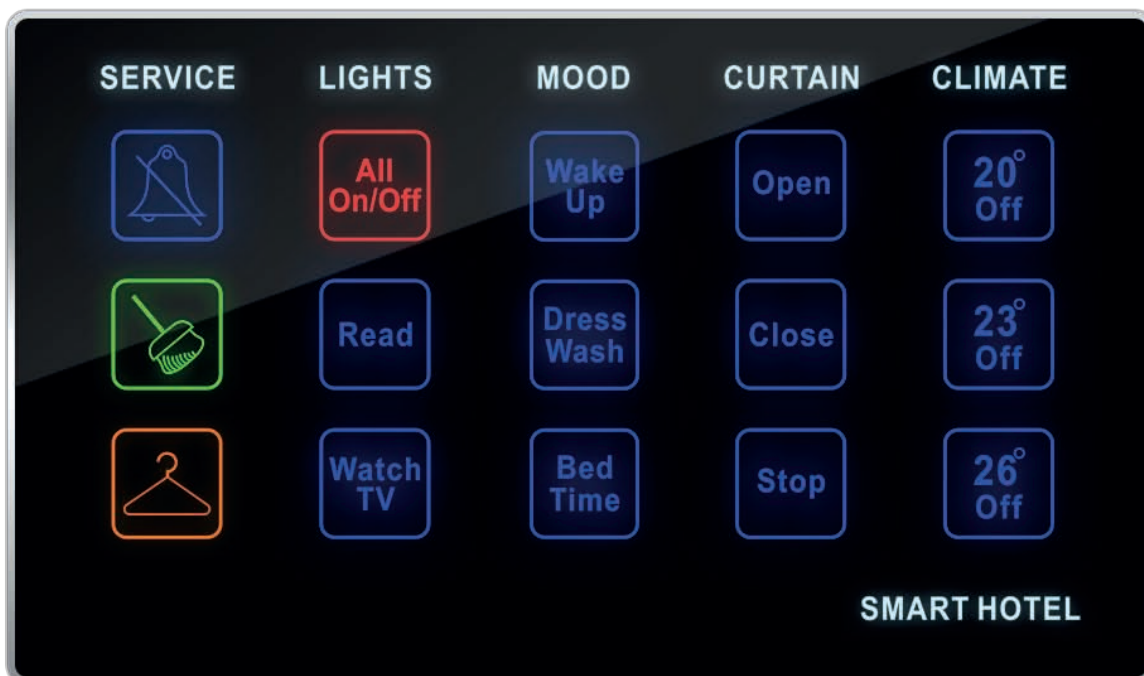 SERVICE LIGHTS MOOD CURTAIN CLIMATE
All
On/Off
Wake
Up
Open
20°
Off
Read
Dress
Wash
Close
23°
Off
Watch
TV
Bed
Time
Stop
26°
Off
SMART HOTEL